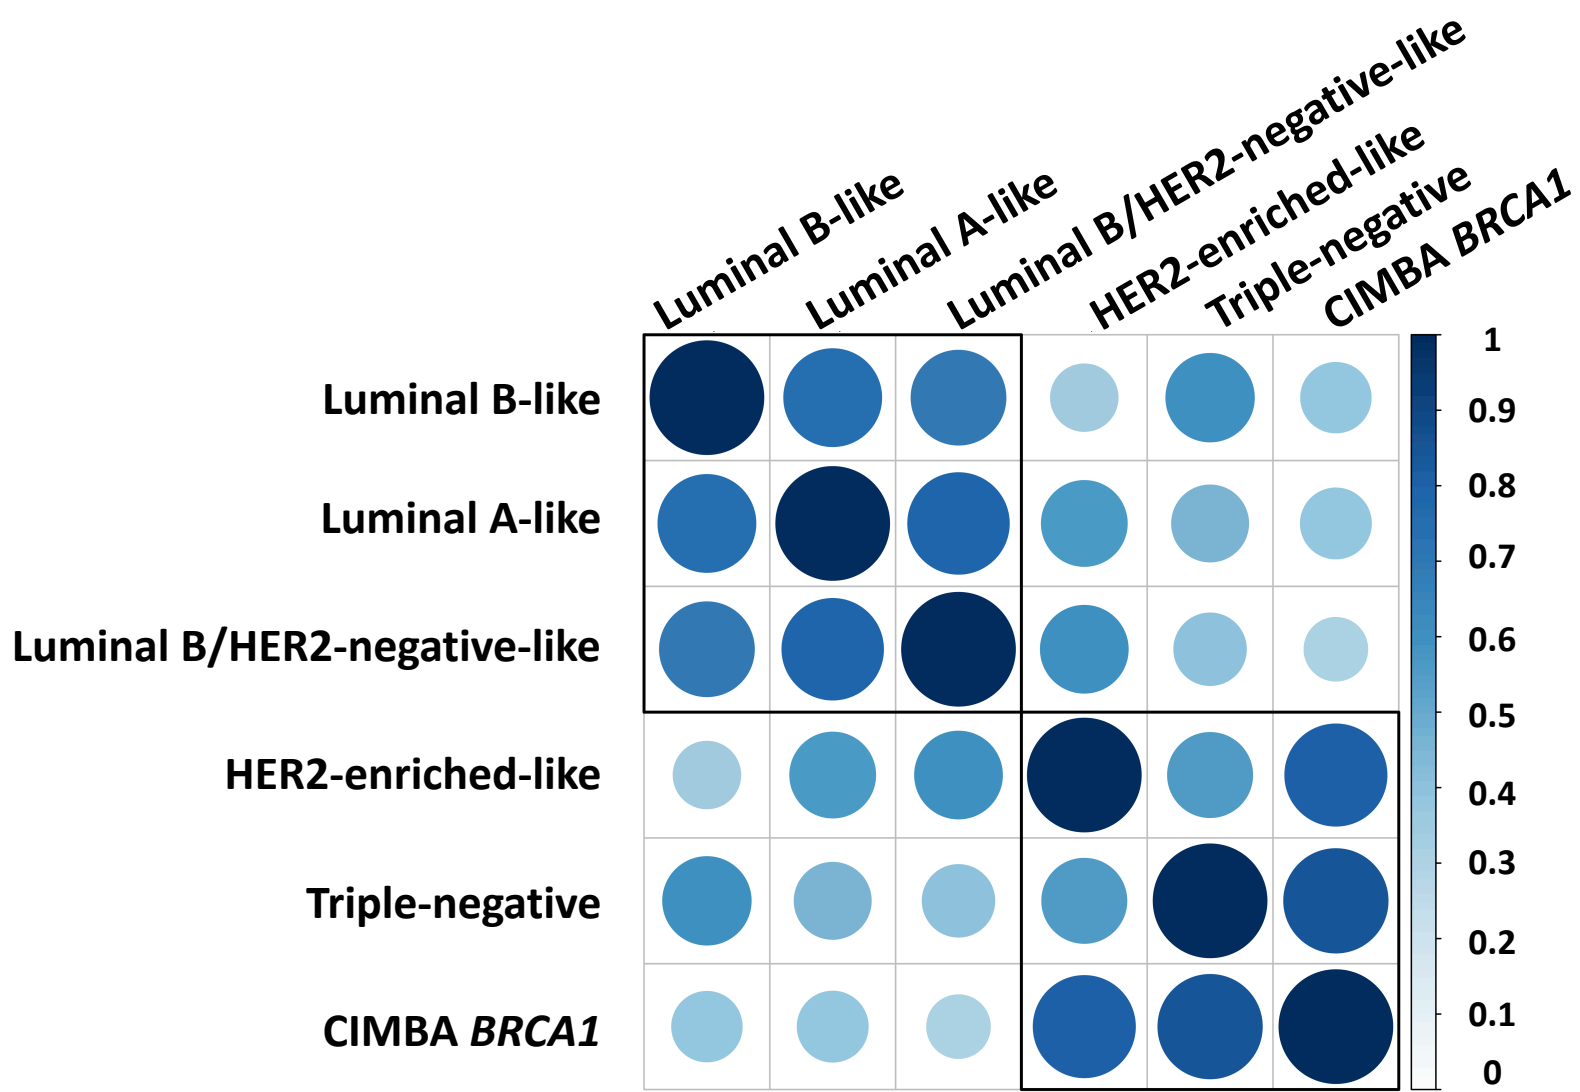 Luminal B-like
Luminal A-like
Luminal B/HER2-negative-like
HER2-enriched-like
Triple-negative
CIMBA BRCA1
Luminal B-like
Luminal A-like
Luminal B/HER2-negative-like
HER2-enriched-like
Triple-negative
CIMBA BRCA1
1
0.9
0.8
0.7
0.6
0.5
0.4
0.3
0.2
0.1
0